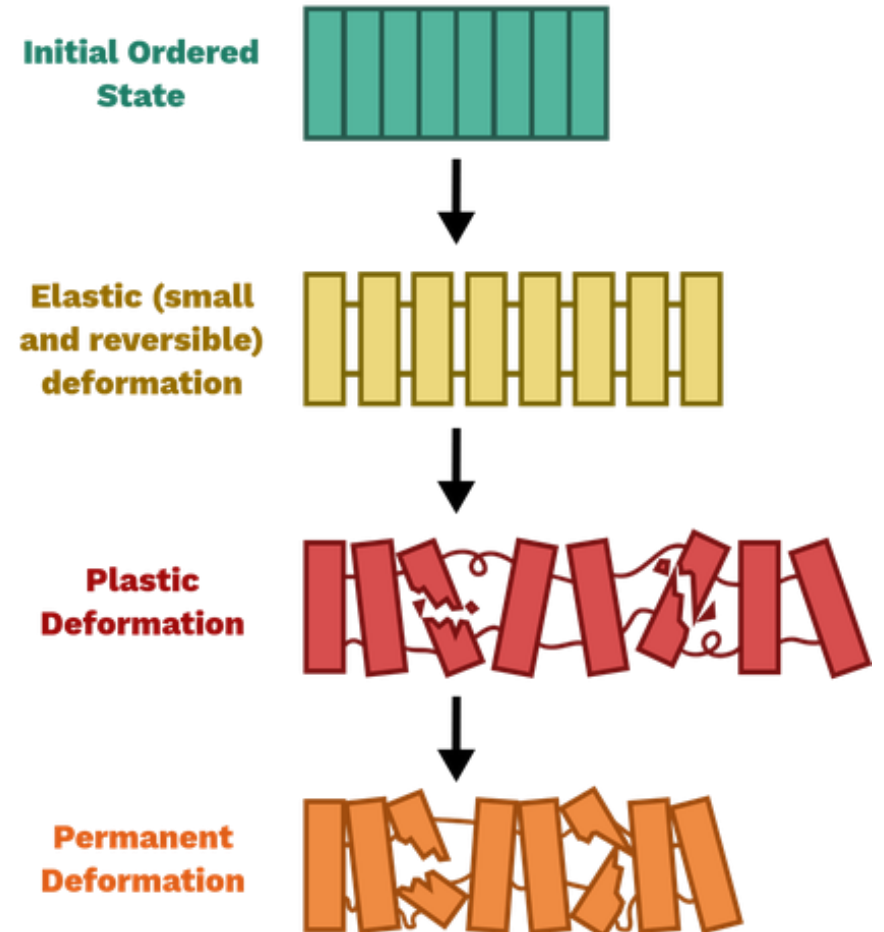 Initial Ordered
State
Elastic (small
and reversible)
deformation
Plastic
Deformation
Permanent
Deformation